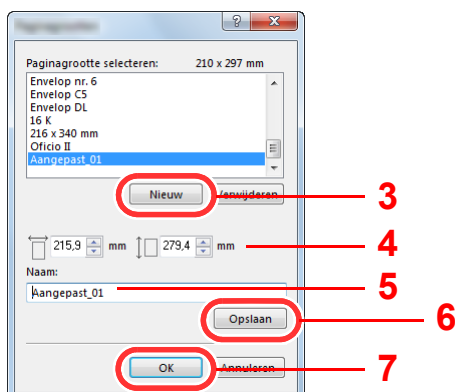 Paginagrootte selecteren: 210 x 297 mm
Envelop nr. 6
Envelop C5
Envelop DL
16 K
216 x 340 mm
Oficio II
Aangepast_01
Nieuw Verwijderen 3
215,9 mm 279,4 mm 4
Naam:
Aangepast_01 5
Opslaan 6
OK Annuleren 7